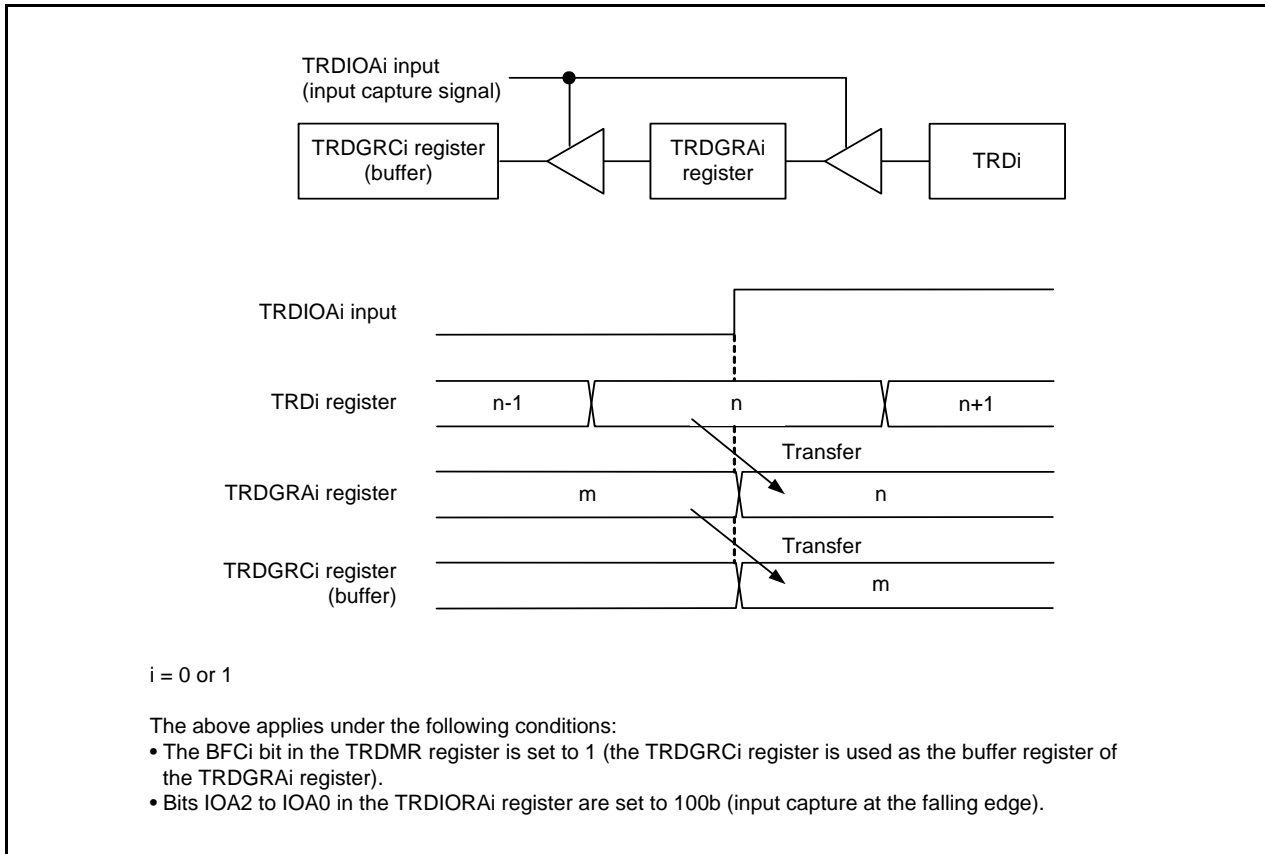 TRDIOAi input
(input capture signal)
TRDGRCi register
(buffer)
TRDGRAi
register
TRDi
TRDIOAi input
TRDi register
n-1
n
n+1
Transfer
TRDGRAi register
m
n
Transfer
TRDGRCi register
(buffer)
m
i = 0 or 1
The above applies under the following conditions:
• The BFCi bit in the TRDMR register is set to 1 (the TRDGRCi register is used as the buffer register of
the TRDGRAi register).
• Bits IOA2 to IOA0 in the TRDIORAi register are set to 100b (input capture at the falling edge).